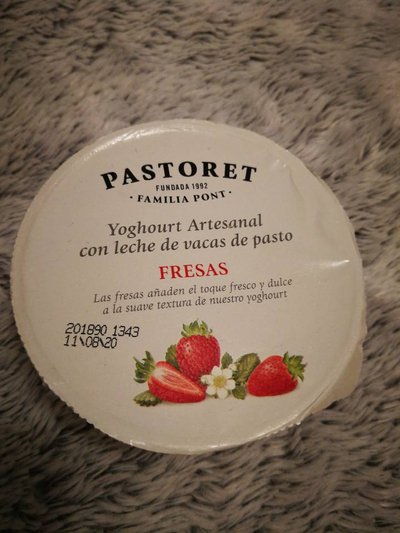 PASTORET
FUNDADA 1992
· FAMILIA PONT ·
Yoghourt Artesanal
con leche de vacas de pasto
FRESAS
Las fresas añaden el toque fresco y dulce
a la suave textura de nuestro yoghourt
201890 1343
11\08\20